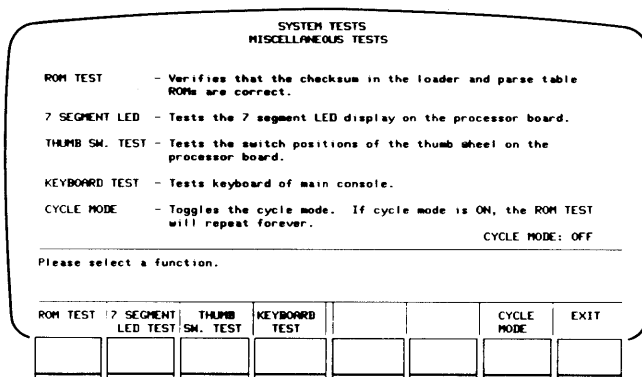 SYSTEM TESTS
MISCELLANEOUS TESTS
ROM TEST - Verifies that the checksum in the loader and parse table
ROMs are correct.
7 SEGMENT LED - Tests the 7 segment LED display on the processor board.
THUMB SW. TEST - Tests the switch positions of the thumb wheel on the
processor board.
KEYBOARD TEST - Tests keyboard of main console.
CYCLE MODE - Toggles the cycle mode. If cycle mode is ON, the ROM TEST
will repeat forever.
CYCLE MODE: OFF
Please select a function.
ROM TEST 7 SEGMENT THUMB KEYBOARD CYCLE EXIT
LED TEST SW. TEST TEST MODE